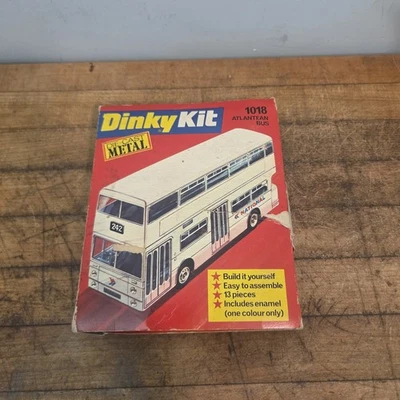 Dinky Kit
1018
ATLANTEAN
BUS
DIE-CAST
METAL
NATIONAL
242
★ Build it yourself
★ Easy to assemble
★ 13 pieces
★ Includes enamel
(one colour only)